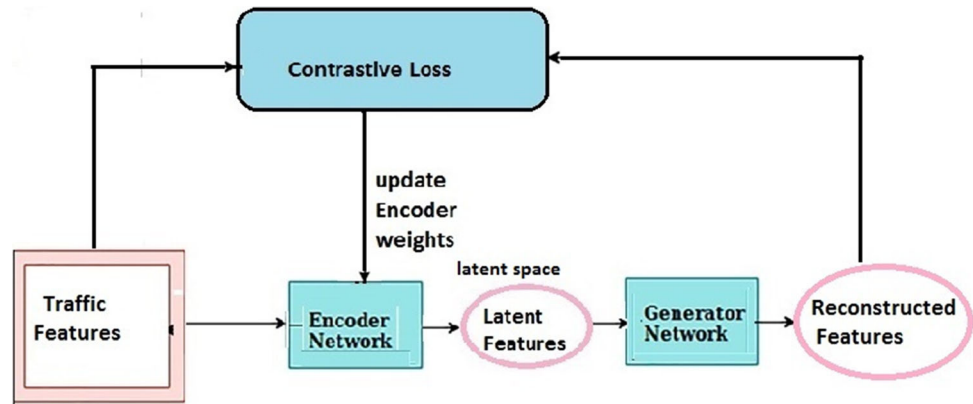 Contrastive Loss
update
Encoder
weights
latent space
Traffic
Features
Encoder
Network
Latent
Features
Generator
Network
Reconstructed
Features